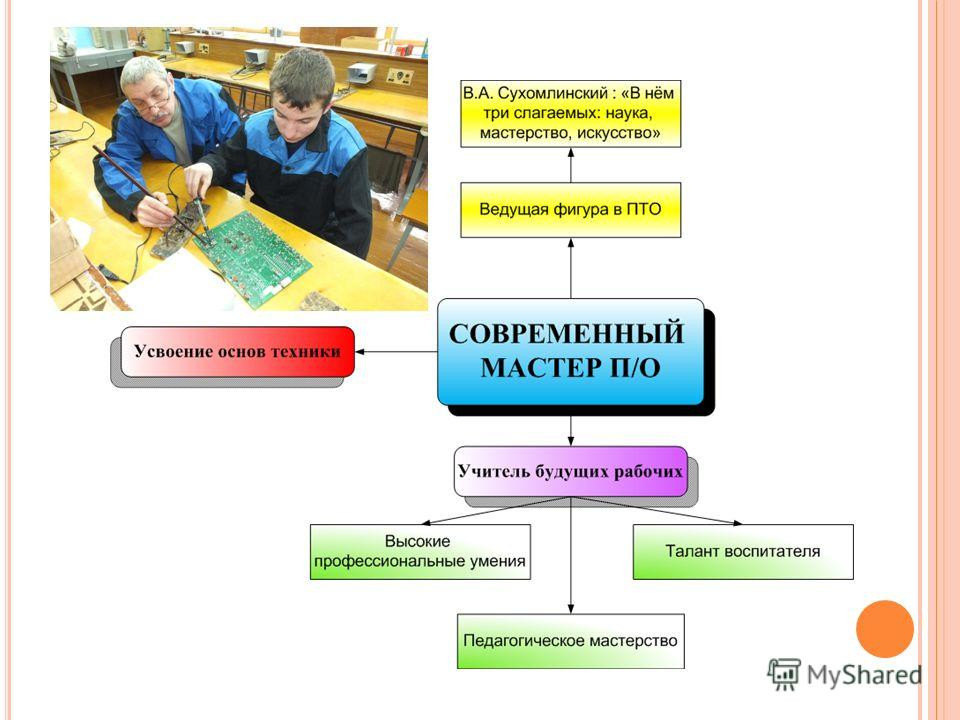 В.А. Сухомлинский : «В нём
три слагаемых: наука,
мастерство, искусство»
Ведущая фигура в ПТО
СОВРЕМЕННЫЙ
МАСТЕР П/О
Усвоение основ техники
Учитель будущих рабочих
Высокие
профессиональные умения
Талант воспитателя
Педагогическое мастерство
MyShared